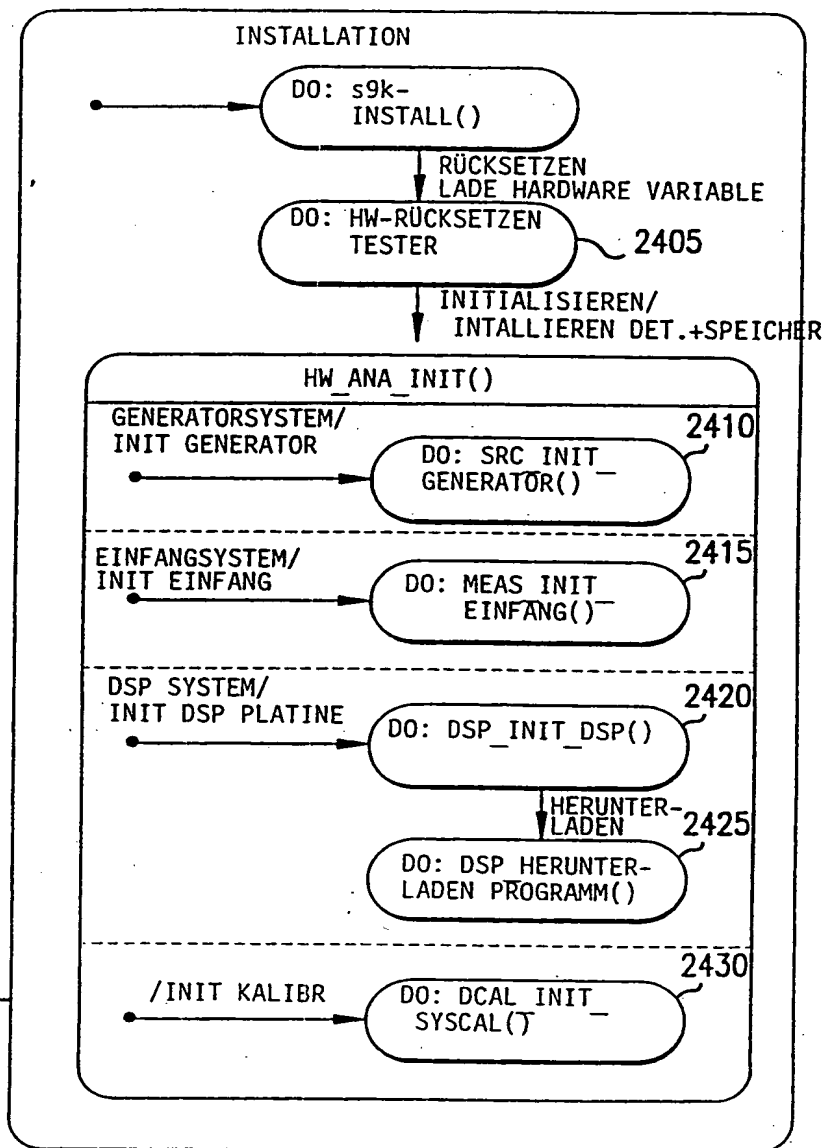 INSTALLATION
DO: s9k-
INSTALL()
RÜCKSETZEN
LADE HARDWARE VARIABLE
DO: HW-RÜCKSETZEN
TESTER
2405
INITIALISIEREN/
INTALLIEREN DET.+SPEICHER
HW_ANA_INIT()
GENERATORSYSTEM/
INIT GENERATOR
2410
DO: SRC_INIT_
GENERATOR()
EINFANGSYSTEM/
INIT EINFANG
2415
DO: MEAS_INIT_
EINFANG()
DSP SYSTEM/
INIT DSP PLATINE
2420
DO: DSP_INIT_DSP()
HERUNTER-
LADEN
2425
DO: DSP_HERUNTER-
LADEN PROGRAMM()
2430
/INIT KALIBR
DO: DCAL_INIT_
SYSCAL()